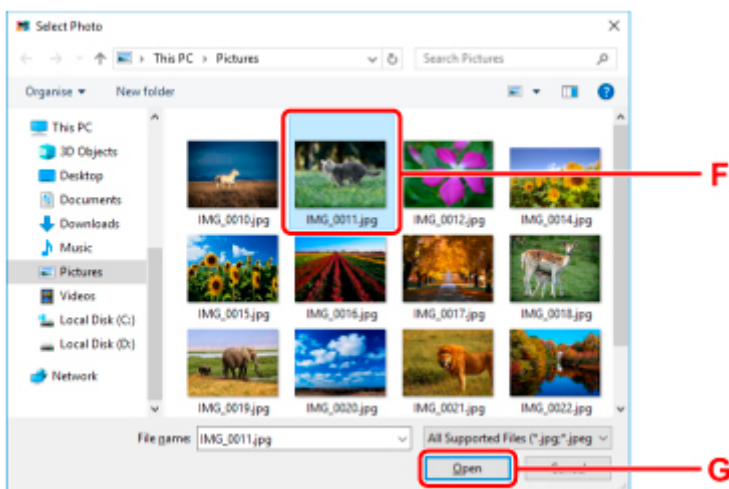 Select Photo
This PC › Pictures
Search Pictures
Organise
New folder
This PC
3D Objects
Desktop
Documents
Downloads
Music
Pictures
Videos
Local Disk (C:)
Local Disk (D:)
Network
IMG_0010.jpg IMG_0011.jpg IMG_0012.jpg IMG_0014.jpg
IMG_0015.jpg IMG_0016.jpg IMG_0017.jpg IMG_0018.jpg
IMG_0019.jpg IMG_0020.jpg IMG_0021.jpg IMG_0022.jpg
File name: IMG_0011.jpg
All Supported Files (*.jpg;*.jpeg
Open
F
G